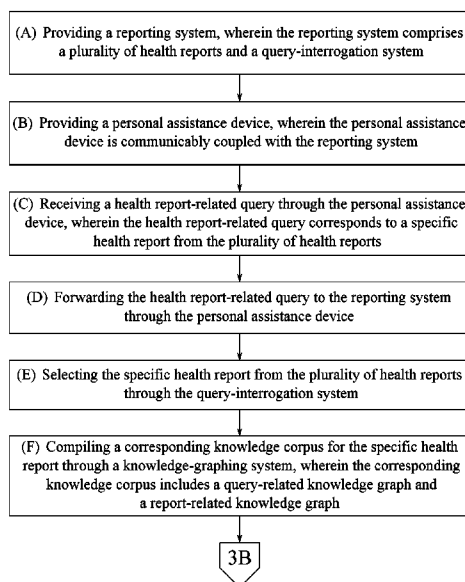 (A) Providing a reporting system, wherein the reporting system comprises
a plurality of health reports and a query-interrogation system
(B) Providing a personal assistance device, wherein the personal assistance
device is communicably coupled with the reporting system
(C) Receiving a health report-related query through the personal assistance
device, wherein the health report-related query corresponds to a specific
health report from the plurality of health reports
(D) Forwarding the health report-related query to the reporting system
through the personal assistance device
(E) Selecting the specific health report from the plurality of health reports
through the query-interrogation system
(F) Compiling a corresponding knowledge corpus for the specific health
report through a knowledge-graphing system, wherein the corresponding
knowledge corpus includes a query-related knowledge graph and
a report-related knowledge graph
3B